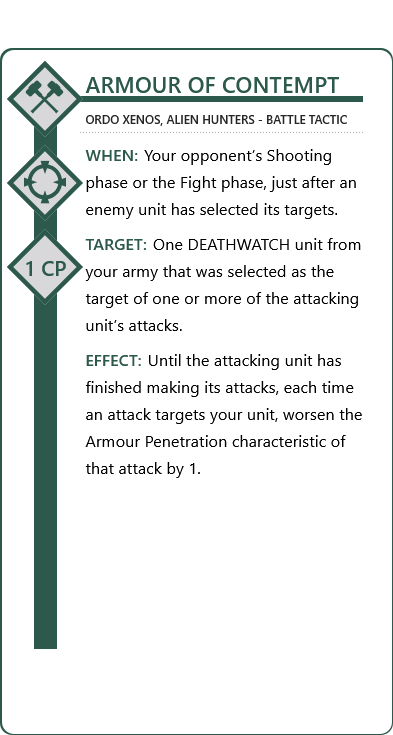 ARMOUR OF CONTEMPT
ORDO XENOS, ALIEN HUNTERS - BATTLE TACTIC
WHEN: Your opponent’s Shooting
phase or the Fight phase, just after an
enemy unit has selected its targets.
1 CP
TARGET: One DEATHWATCH unit from
your army that was selected as the
target of one or more of the attacking
unit’s attacks.
EFFECT: Until the attacking unit has
finished making its attacks, each time
an attack targets your unit, worsen the
Armour Penetration characteristic of
that attack by 1.